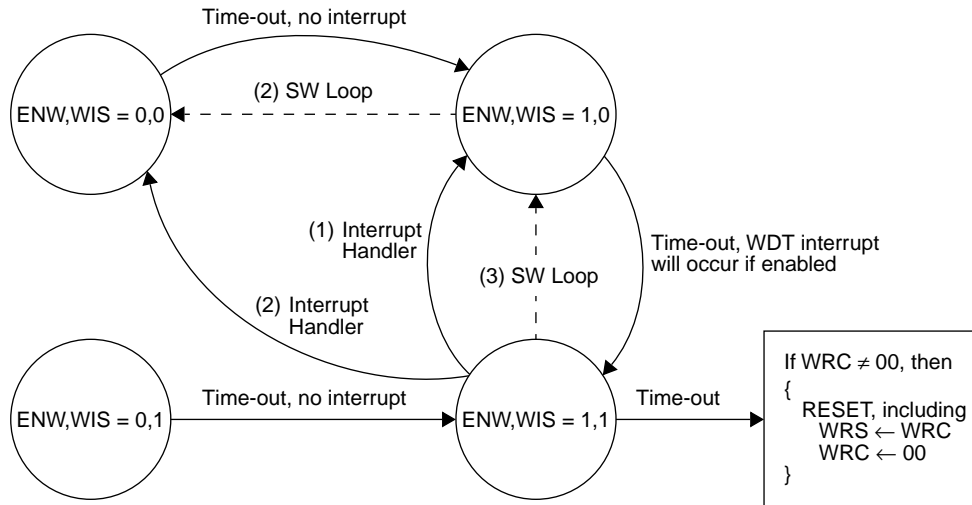 Time-out, no interrupt
(2) SW Loop
ENW,WIS = 0,0
ENW,WIS = 1,0
(1) Interrupt
Handler
Time-out, WDT interrupt
will occur if enabled
(3) SW Loop
(2) Interrupt
Handler
ENW,WIS = 0,1
Time-out, no interrupt
ENW,WIS = 1,1
Time-out
If WRC ≠ 00, then
{
RESET, including
WRS ← WRC
WRC ← 00
}